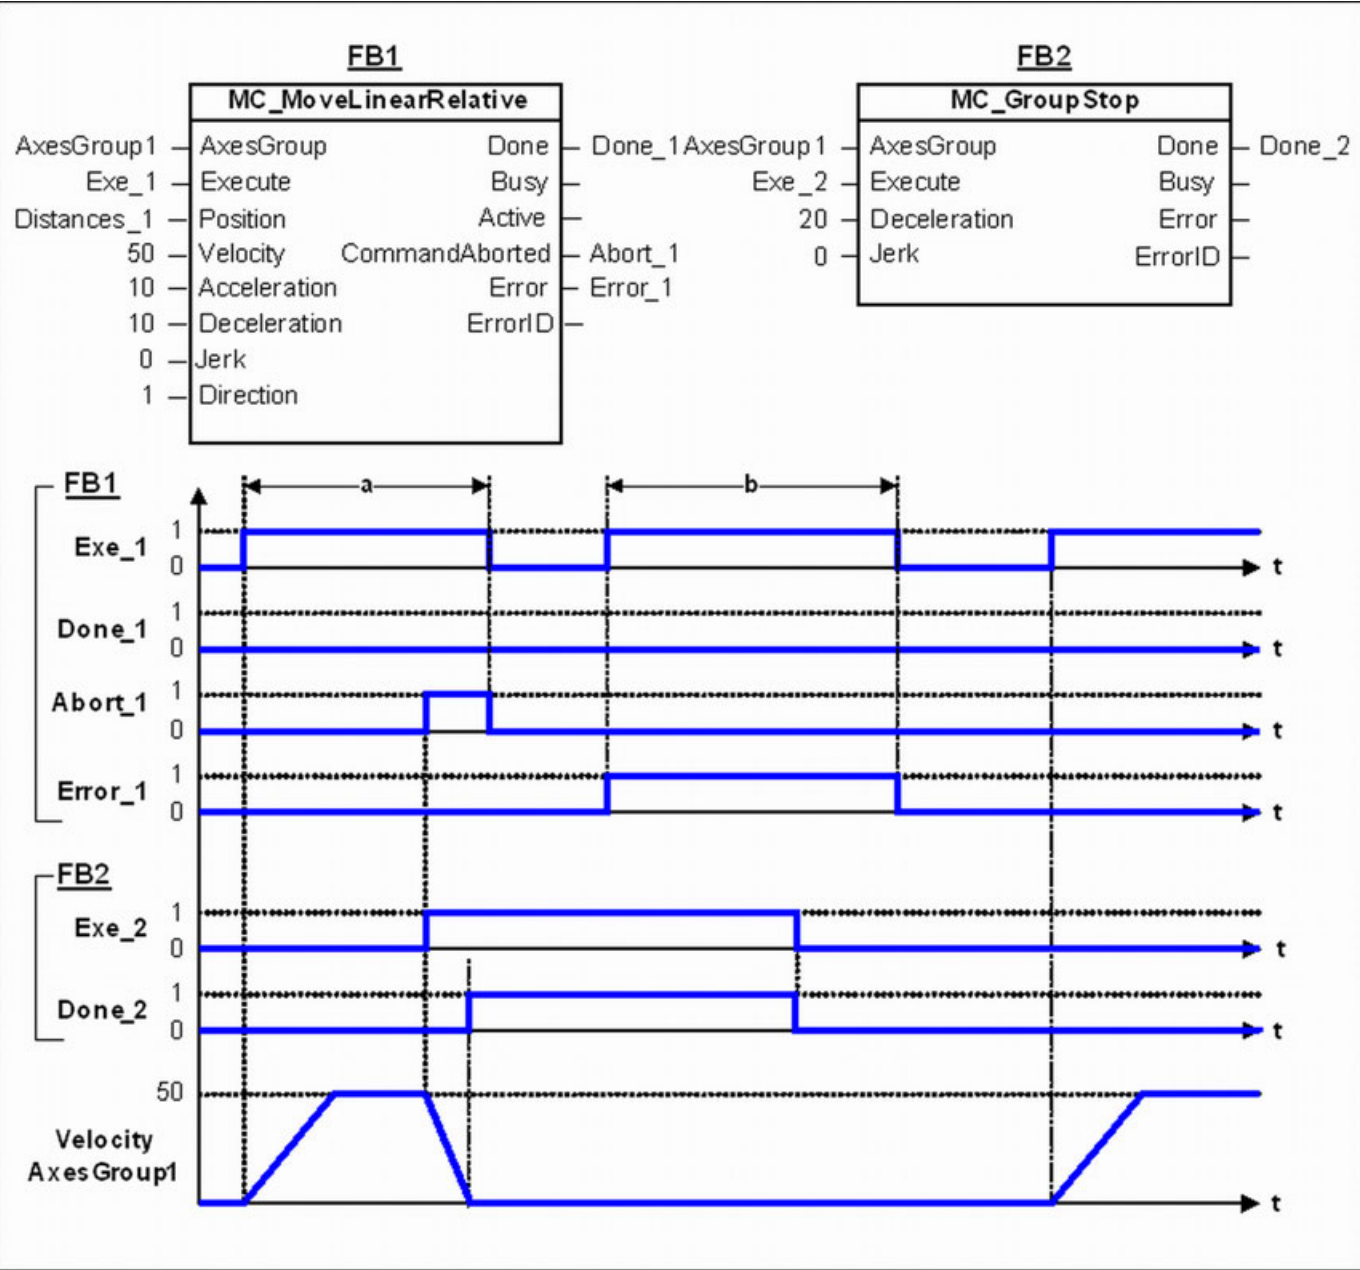 FB1 FB2
MC_MoveLinearRelative MC_GroupStop
AxesGroup1 AxesGroup Done Done_1 AxesGroup1 AxesGroup Done Done_2
Exe_1 Execute Busy Exe_2 Execute Busy
Distances_1 Position Active 20 Deceleration Error
50 Velocity CommandAborted Abort_1 0 Jerk ErrorID
10 Acceleration Error Error_1
10 Deceleration ErrorID
0 Jerk
1 Direction
FB1 a b
1
Exe_1
0 t
1
Done_1
0 t
1
Abort_1
0 t
1
Error_1
0 t
FB2
1
Exe_2
0 t
1
Done_2
0 t
50
Velocity
AxesGroup1
t